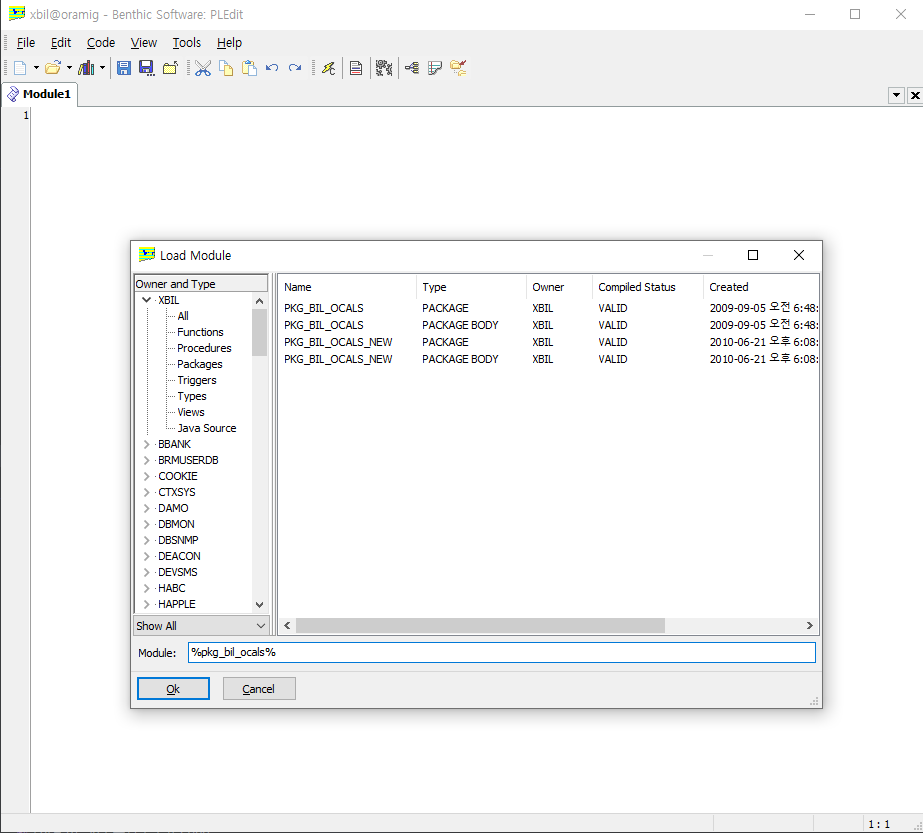 xbil@oramig - Benthic Software: PLEdit
File Edit Code View Tools Help
Module1
1
Load Module
Owner and Type
XBIL
All
Functions
Procedures
Packages
Triggers
Types
Views
Java Source
BBANK
BRMUSERDB
COOKIE
CTXSYS
DAMO
DBMON
DBSNMP
DEACON
DEVSMS
HABC
HAPPLE
Show All
Name Type Owner Compiled Status Created
PKG_BIL_OCALS PACKAGE XBIL VALID 2009-09-05 오전 6:48:
PKG_BIL_OCALS PACKAGE BODY XBIL VALID 2009-09-05 오전 6:48:
PKG_BIL_OCALS_NEW PACKAGE XBIL VALID 2010-06-21 오후 6:08:
PKG_BIL_OCALS_NEW PACKAGE BODY XBIL VALID 2010-06-21 오후 6:08:
Module: %pkg_bil_ocals%
Ok Cancel
1: 1